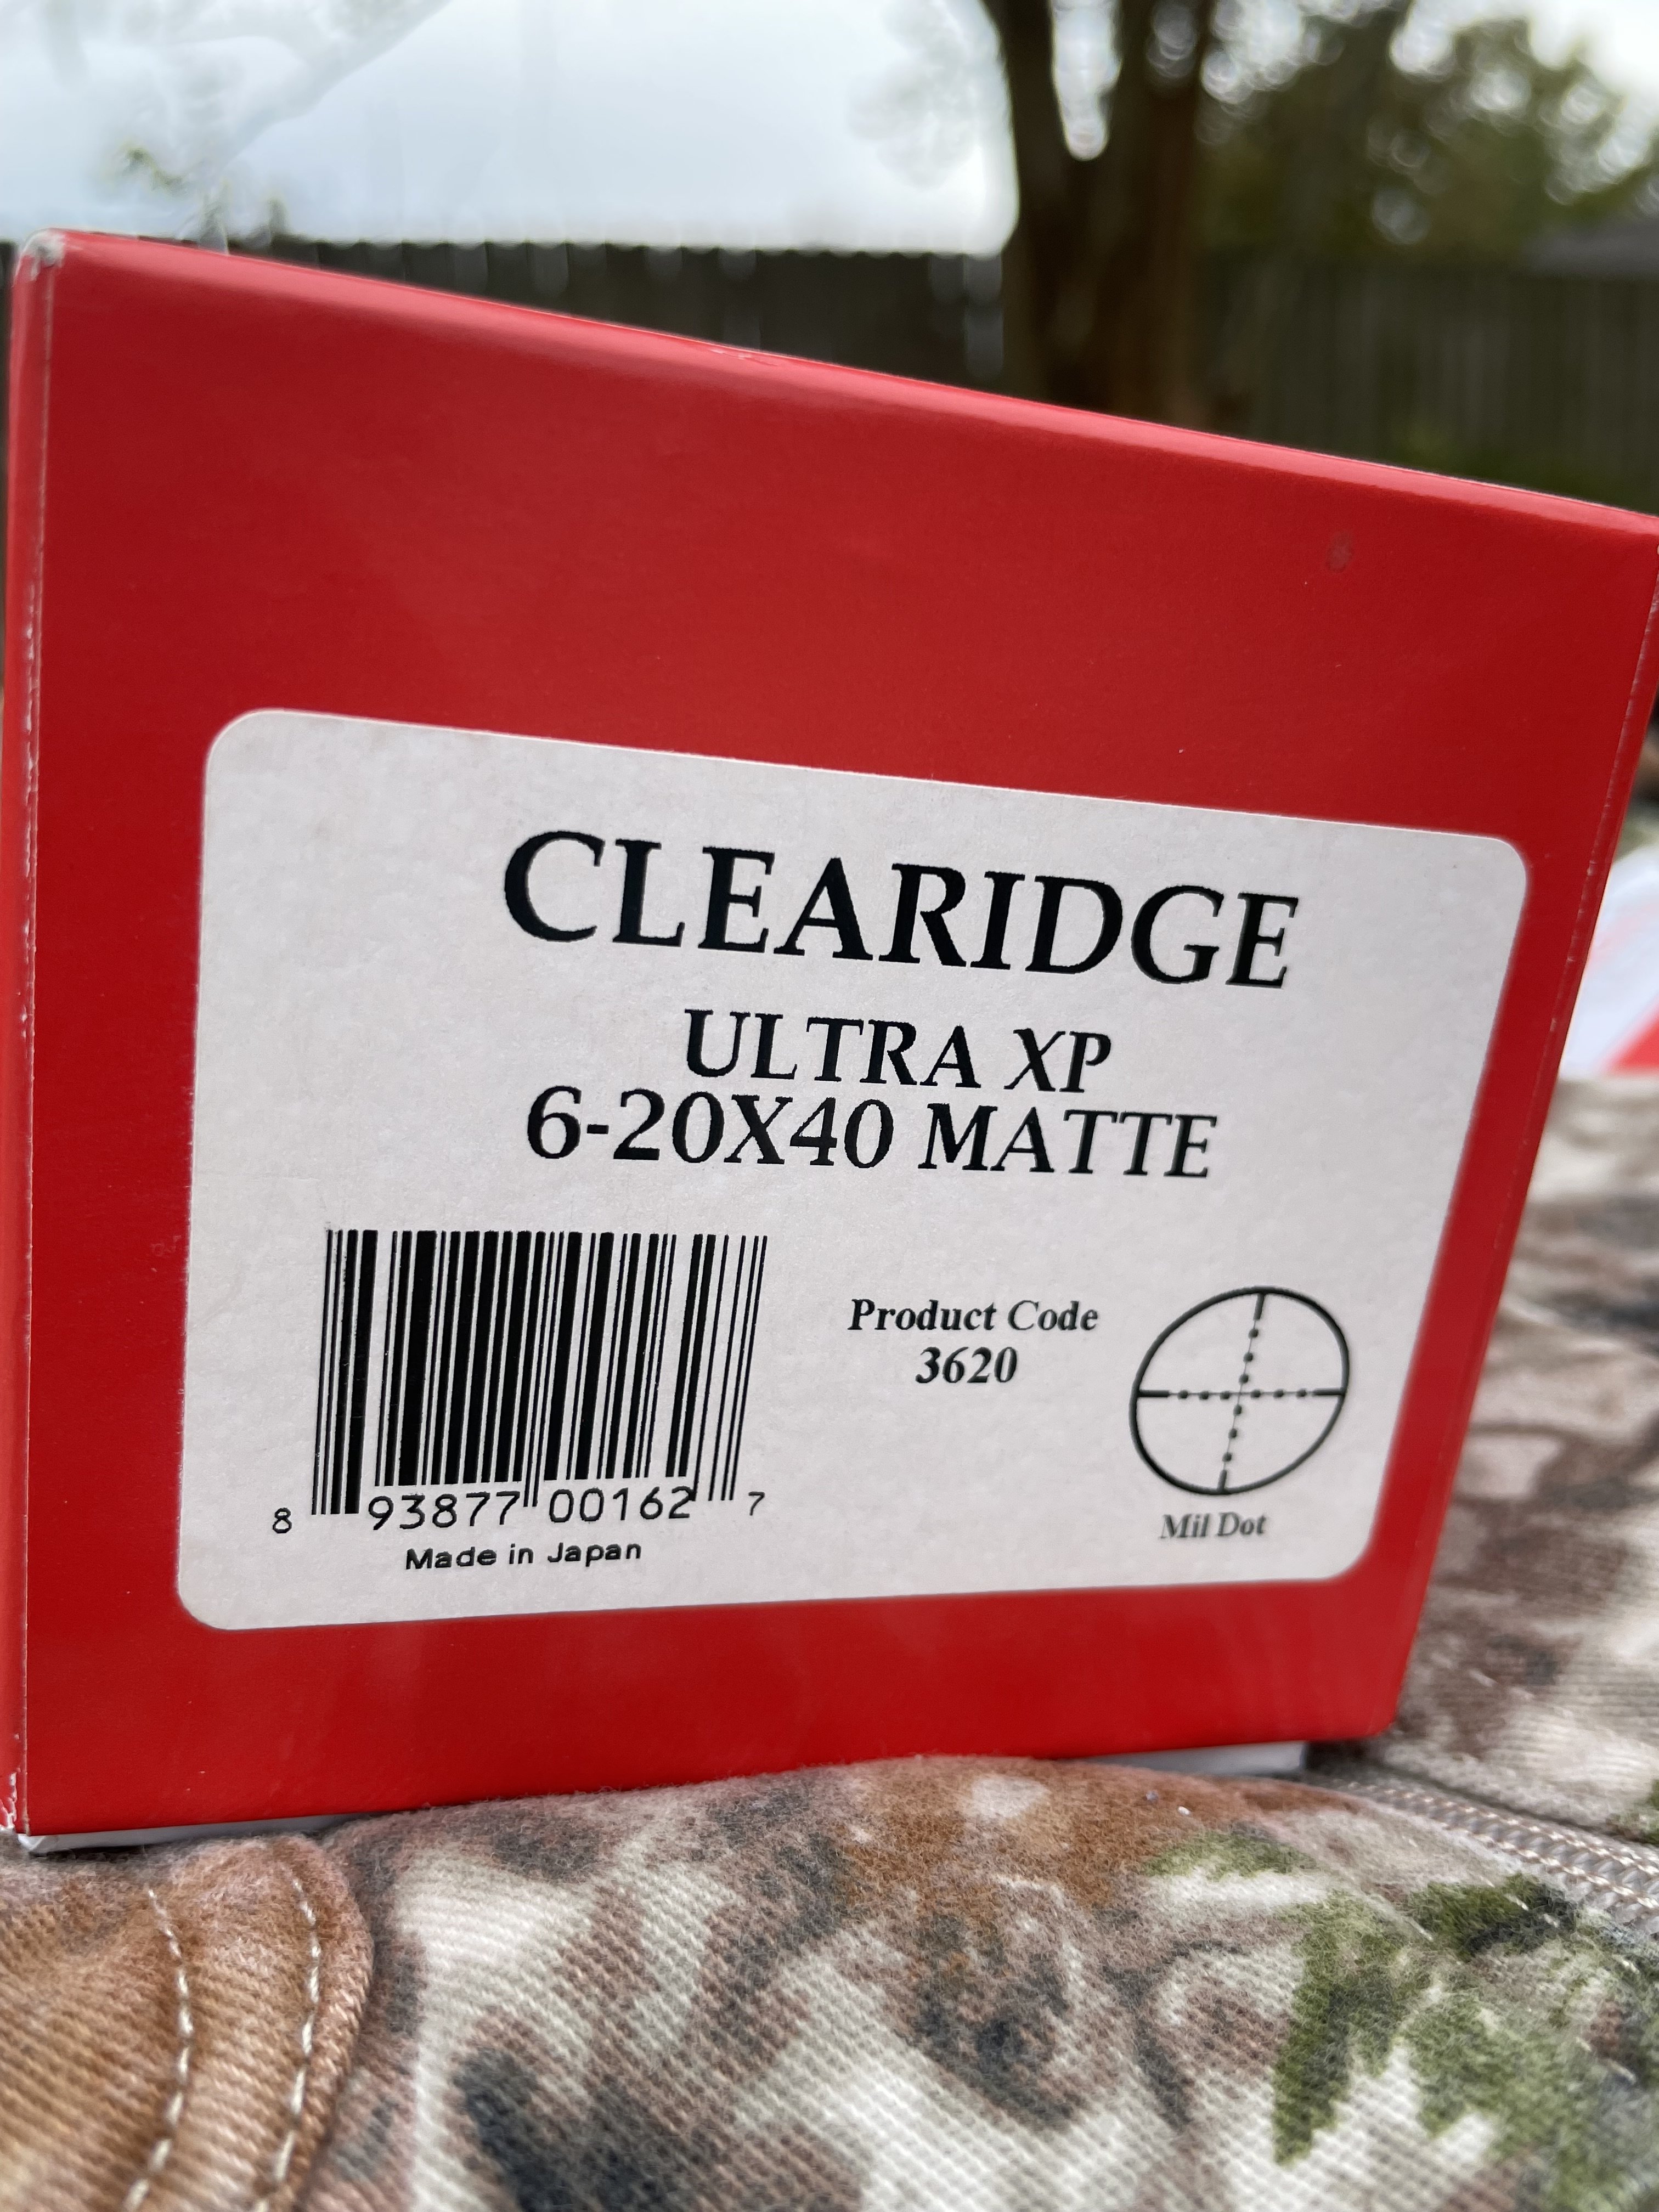 CLEARIDGE
ULTRA XP
6-20X40 MATTE
Product Code
3620
8 93877 00162 7
Made in Japan
Mil Dot